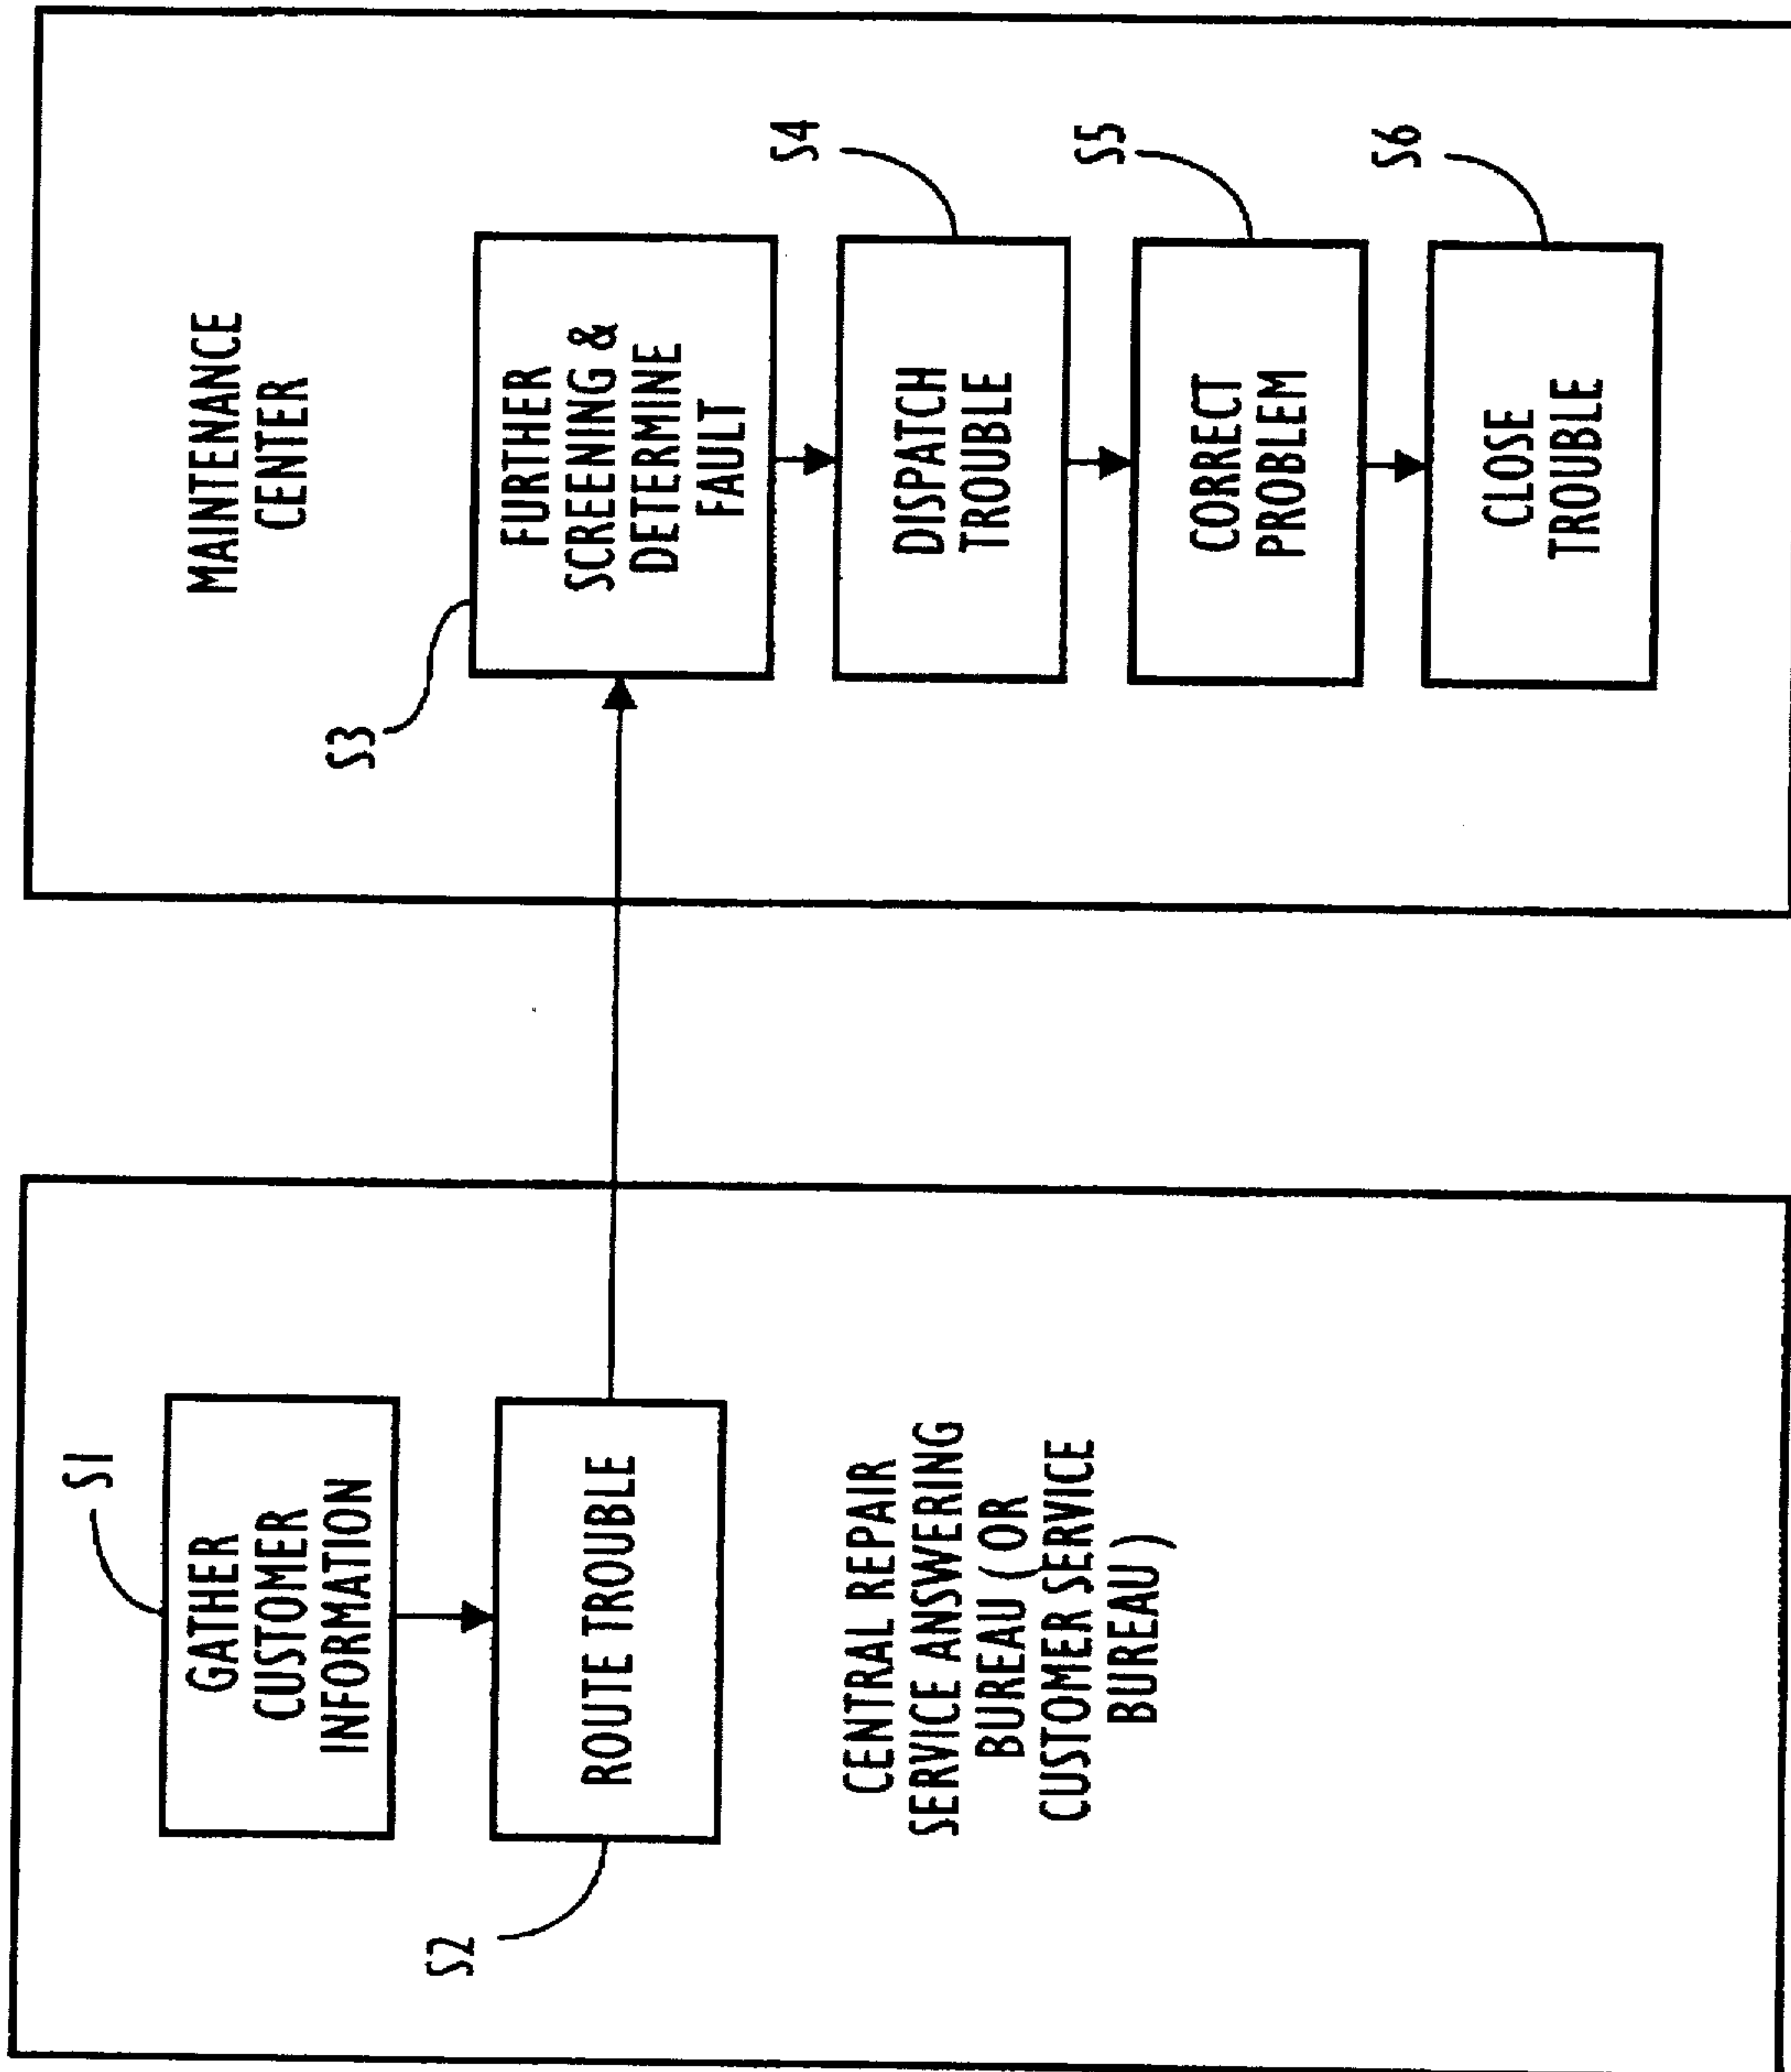 S1
GATHER
CUSTOMER
INFORMATION
S2
ROUTE TROUBLE
CENTRAL REPAIR
SERVICE ANSWERING
BUREAU (OR
CUSTOMER SERVICE
BUREAU)
MAINTENANCE
CENTER
S3
FURTHER
SCREENING &
DETERMINE
FAULT
S4
DISPATCH
TROUBLE
S5
CORRECT
PROBLEM
S6
CLOSE
TROUBLE